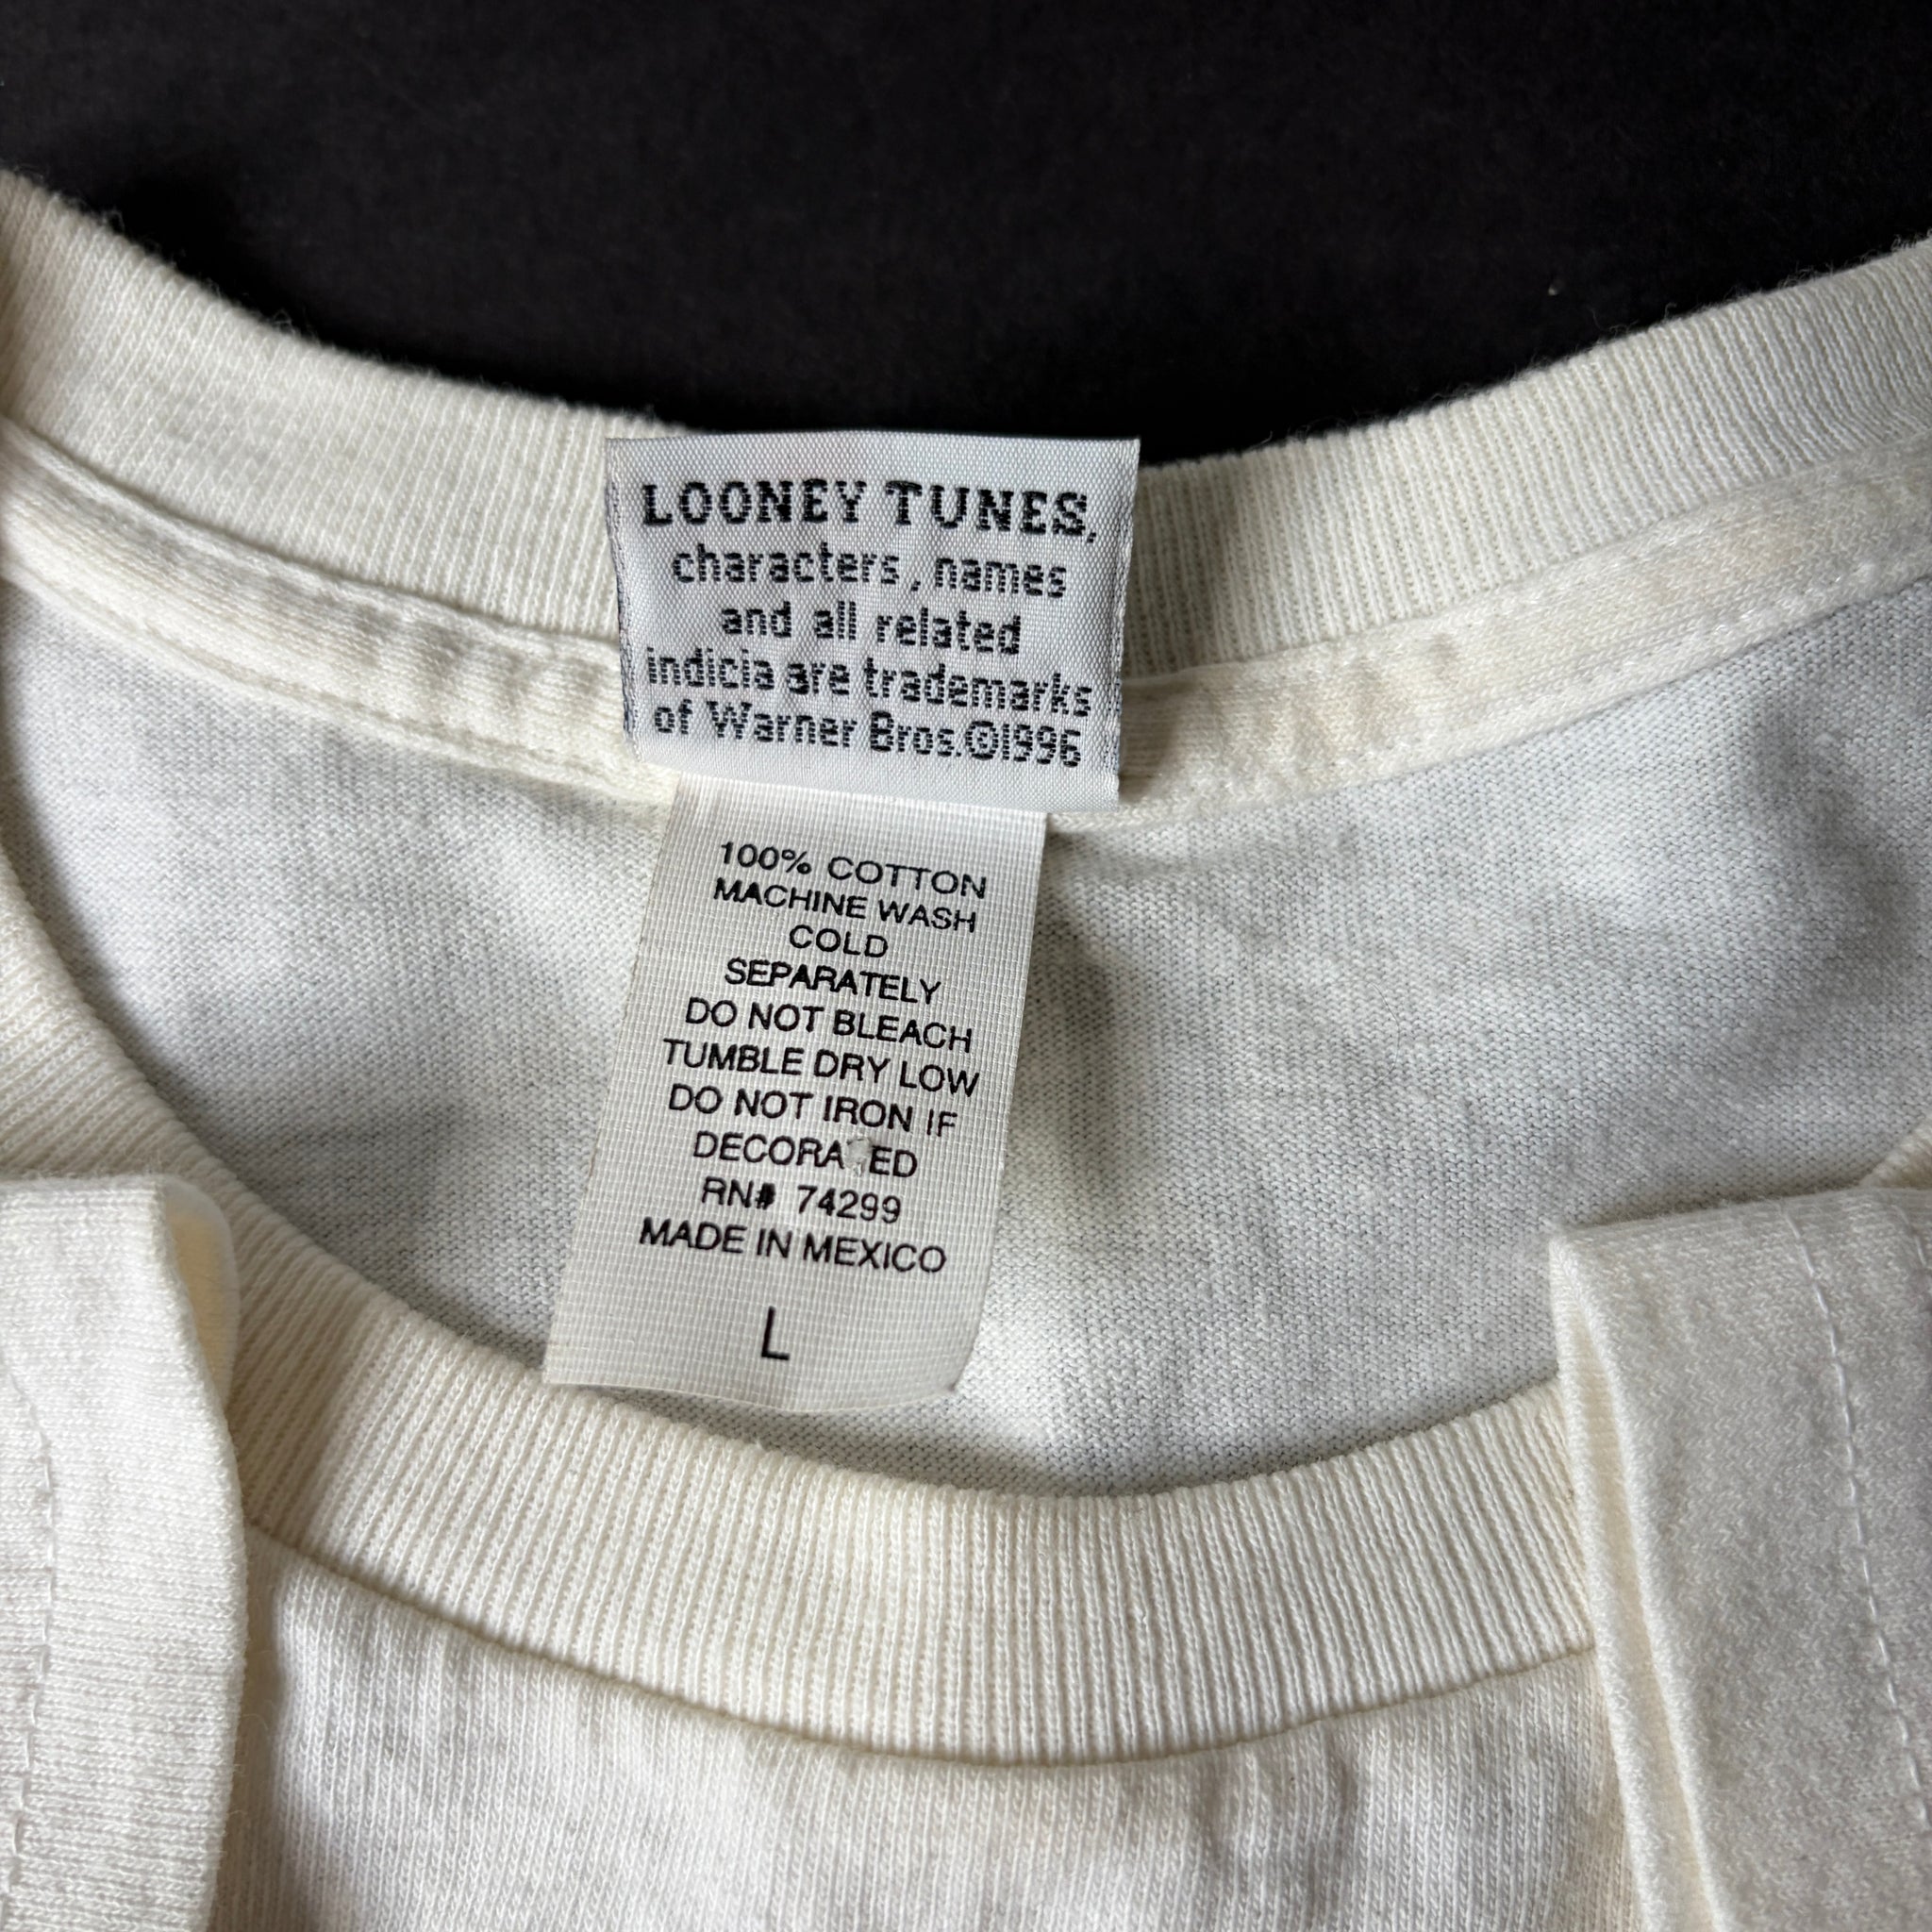 LOONEY TUNES,
characters, names
and all related
indicia are trademarks
of Warner Bros.©1996
100% COTTON
MACHINE WASH
COLD
SEPARATELY
DO NOT BLEACH
TUMBLE DRY LOW
DO NOT IRON IF
DECORATED
RN# 74299
MADE IN MEXICO
L